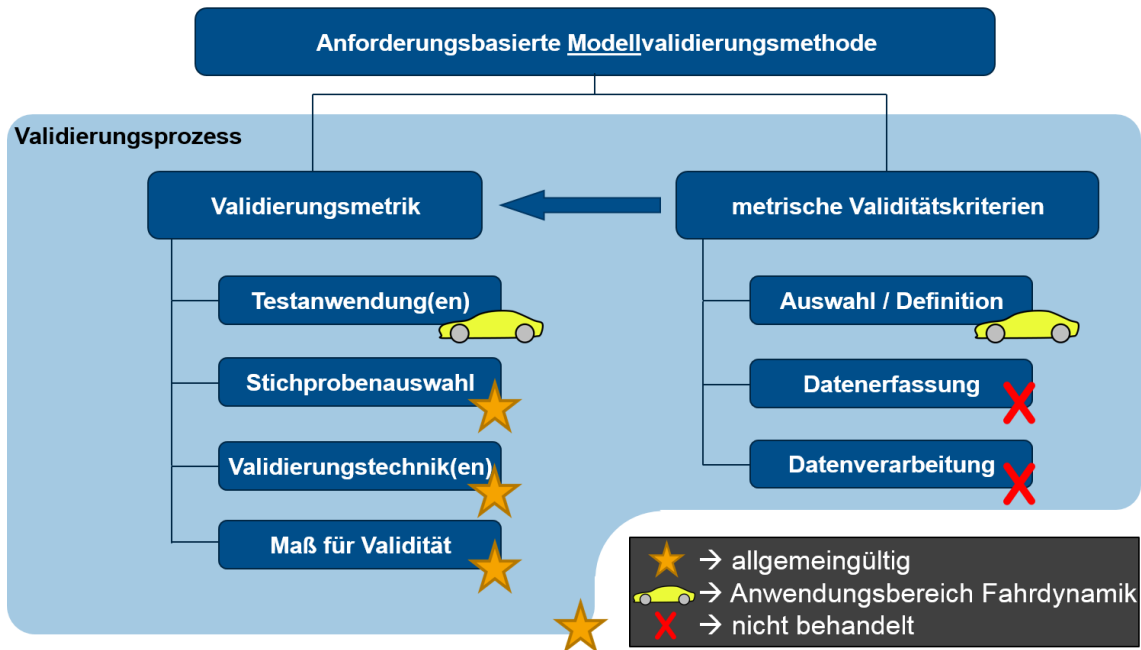 Anforderungsbasierte Modellvalidierungsmethode
Validierungsprozess
Validierungsmetrik
metrische Validitätskriterien
Testanwendung(en)
Auswahl / Definition
Stichprobenauswahl
Datenerfassung
Validierungstechnik(en)
Datenverarbeitung
Maß für Validität
→ allgemeingültig
→ Anwendungsbereich Fahrdynamik
→ nicht behandelt